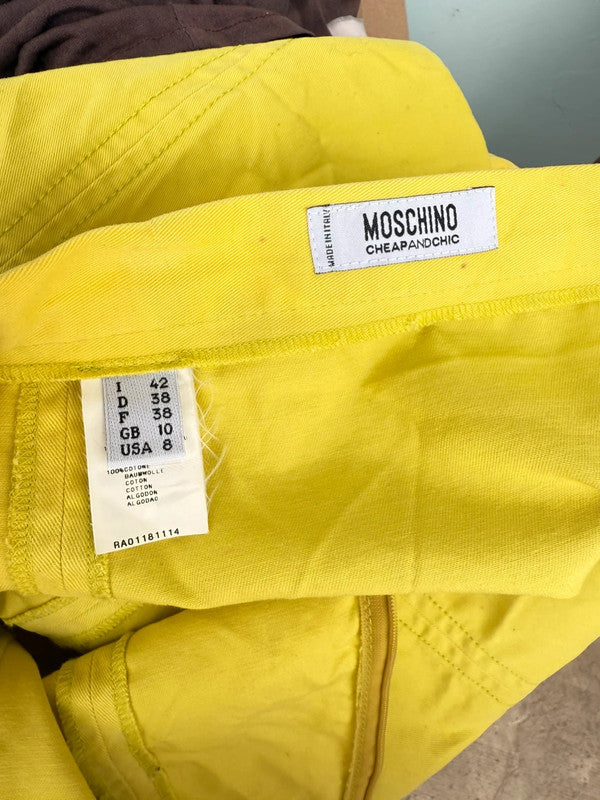 MADE IN ITALY
MOSCHINO
CHEAPANDCHIC
I 42
D 38
F 38
GB 10
USA 8
100%COTONE
BAUMWOLLE
COTON
COTTON
ALGODON
ALGODAO
RA01181114